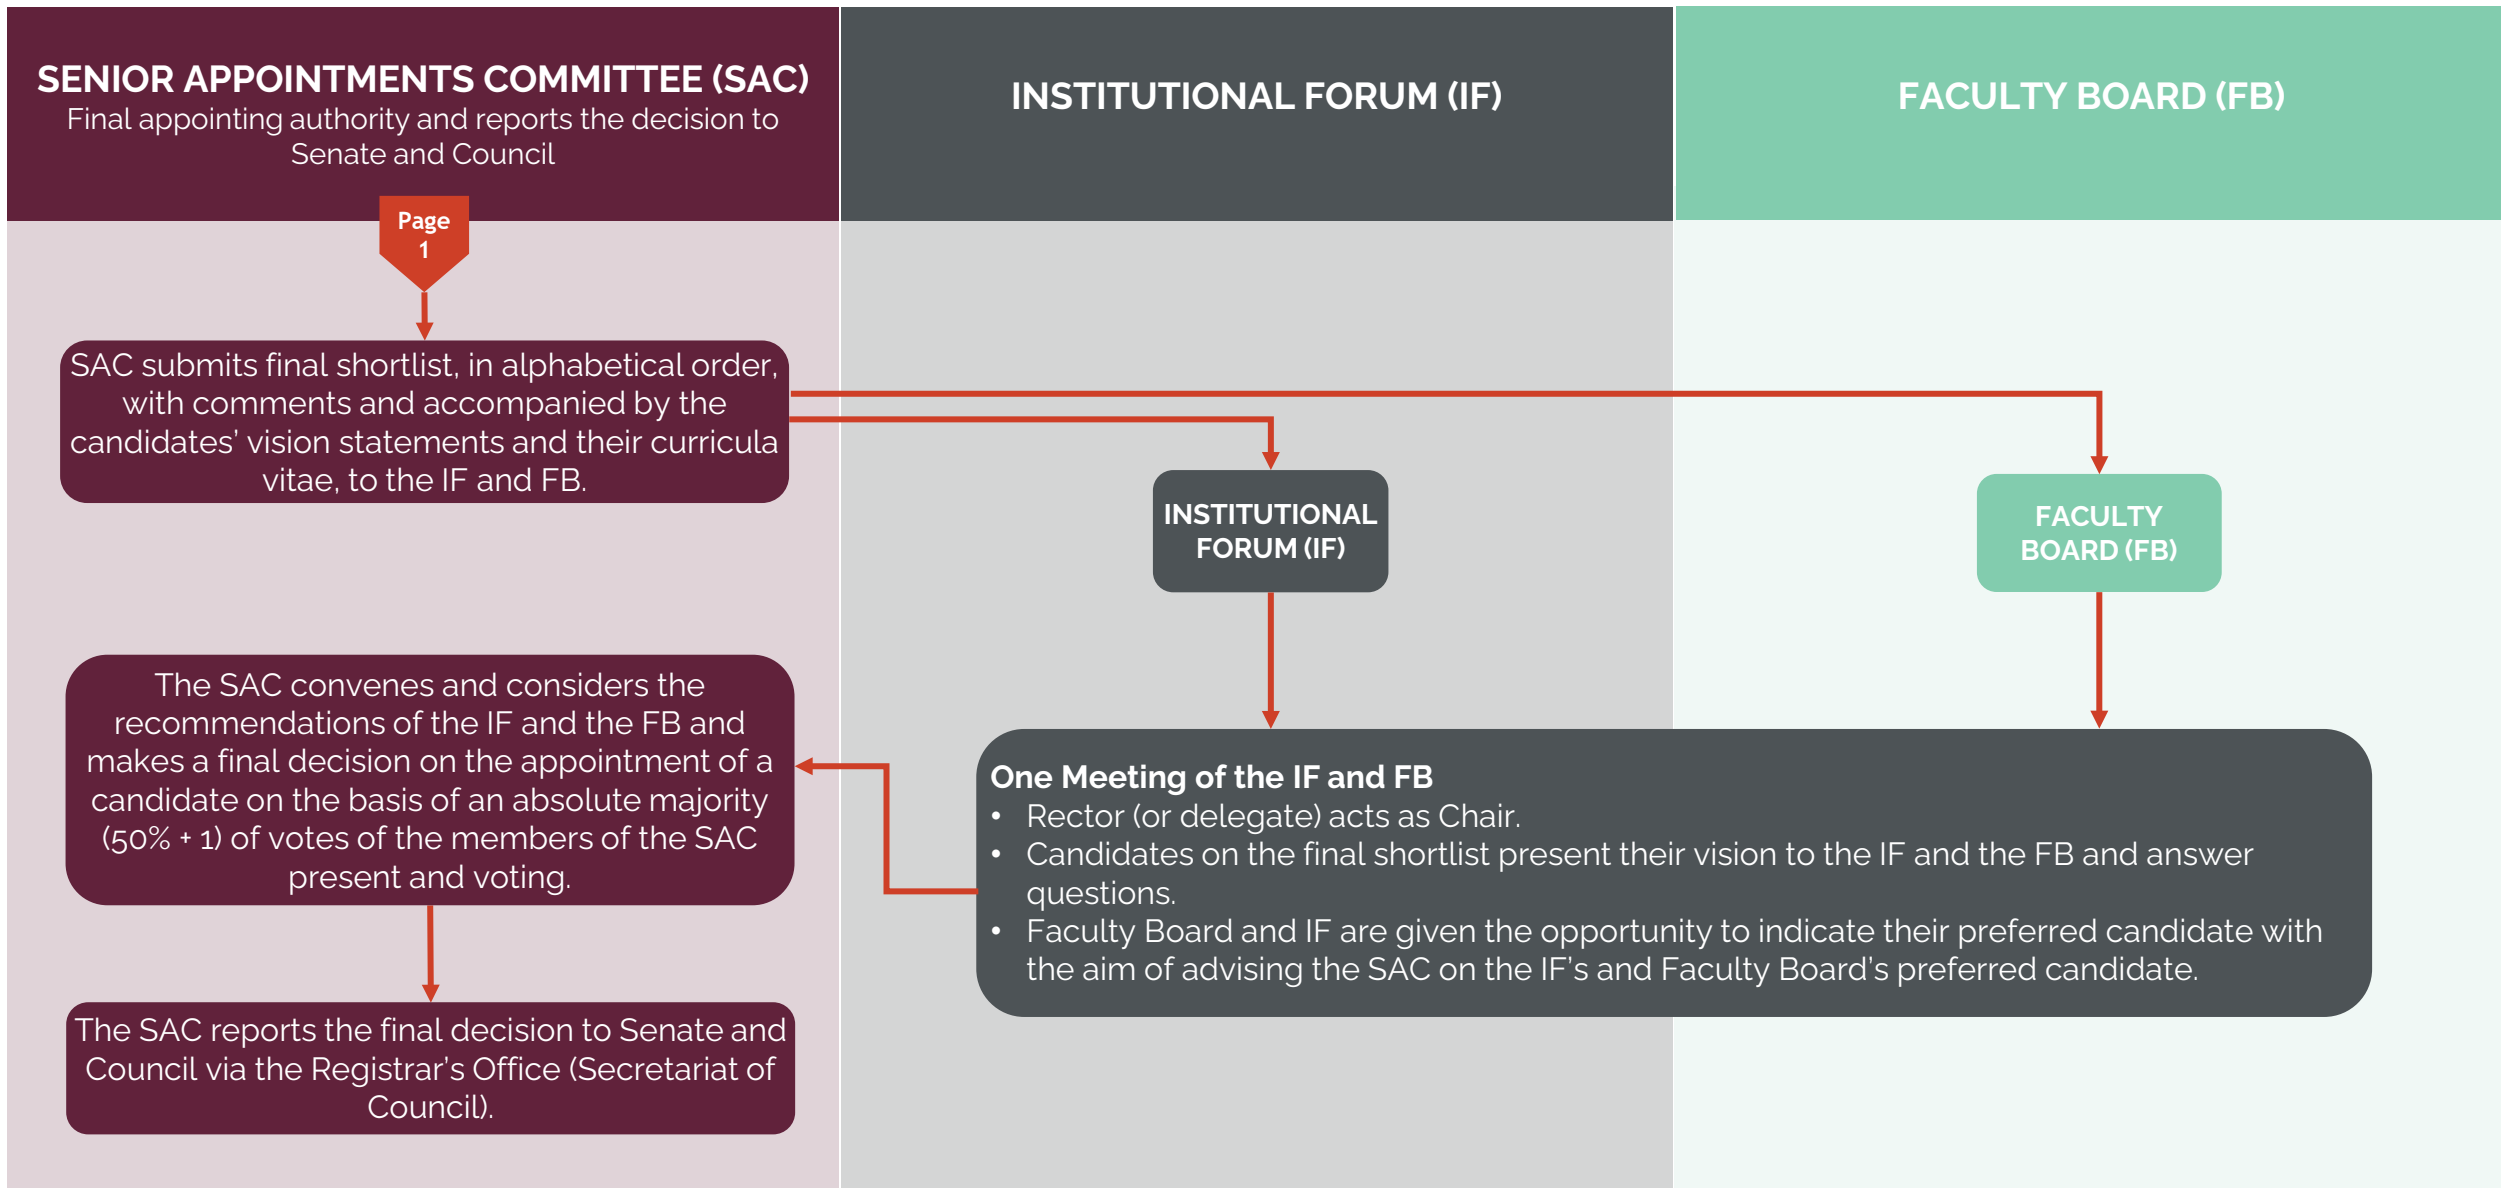 SENIOR APPOINTMENTS COMMITTEE (SAC)
Final appointing authority and reports the decision to
Senate and Council
INSTITUTIONAL FORUM (IF)
FACULTY BOARD (FB)
Page
1
SAC submits final shortlist, in alphabetical order,
with comments and accompanied by the
candidates’ vision statements and their curricula
vitae, to the IF and FB.
INSTITUTIONAL
FORUM (IF)
FACULTY
BOARD (FB)
The SAC convenes and considers the
recommendations of the IF and the FB and
makes a final decision on the appointment of a
candidate on the basis of an absolute majority
(50% + 1) of votes of the members of the SAC
present and voting.
One Meeting of the IF and FB
• Rector (or delegate) acts as Chair.
• Candidates on the final shortlist present their vision to the IF and the FB and answer
questions.
• Faculty Board and IF are given the opportunity to indicate their preferred candidate with
the aim of advising the SAC on the IF’s and Faculty Board’s preferred candidate.
The SAC reports the final decision to Senate and
Council via the Registrar’s Office (Secretariat of
Council).